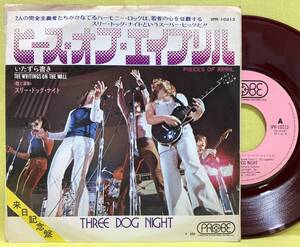 7人の完全主義者たちがかなでるハーモニー・ロックは、若者の心を征服する
スリー・ドッグ・ナイトというスーパー・ビッグだ!!
IPR-10213
ピース・オブ・エイプリル
PIECES OF APRIL
いたずら書き
THE WRITINGS ON THE WALL
スリー・ドッグ・ナイト
来日記念盤
THREE DOG NIGHT
PROBE
PROBE
A
IPR-10213
DOG NIGHT